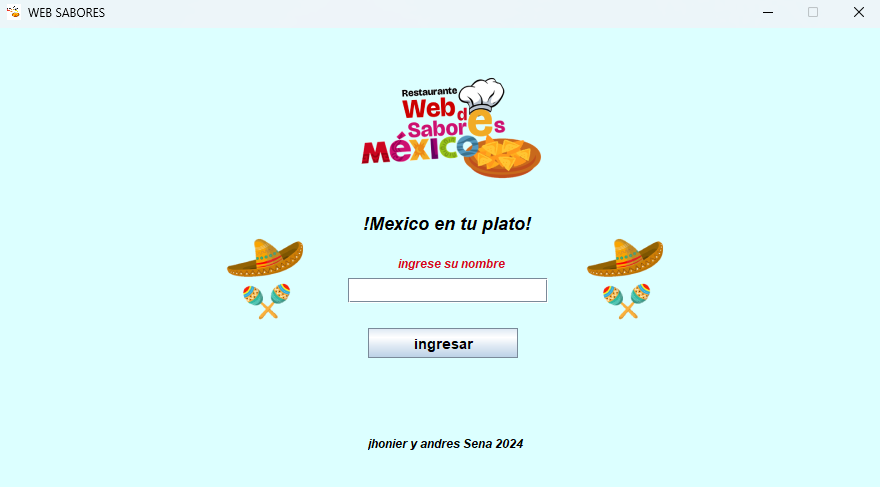 WEB SABORES
Restaurante
Web de
Sabores
México
!Mexico en tu plato!
ingrese su nombre
ingresar
jhonier y andres Sena 2024